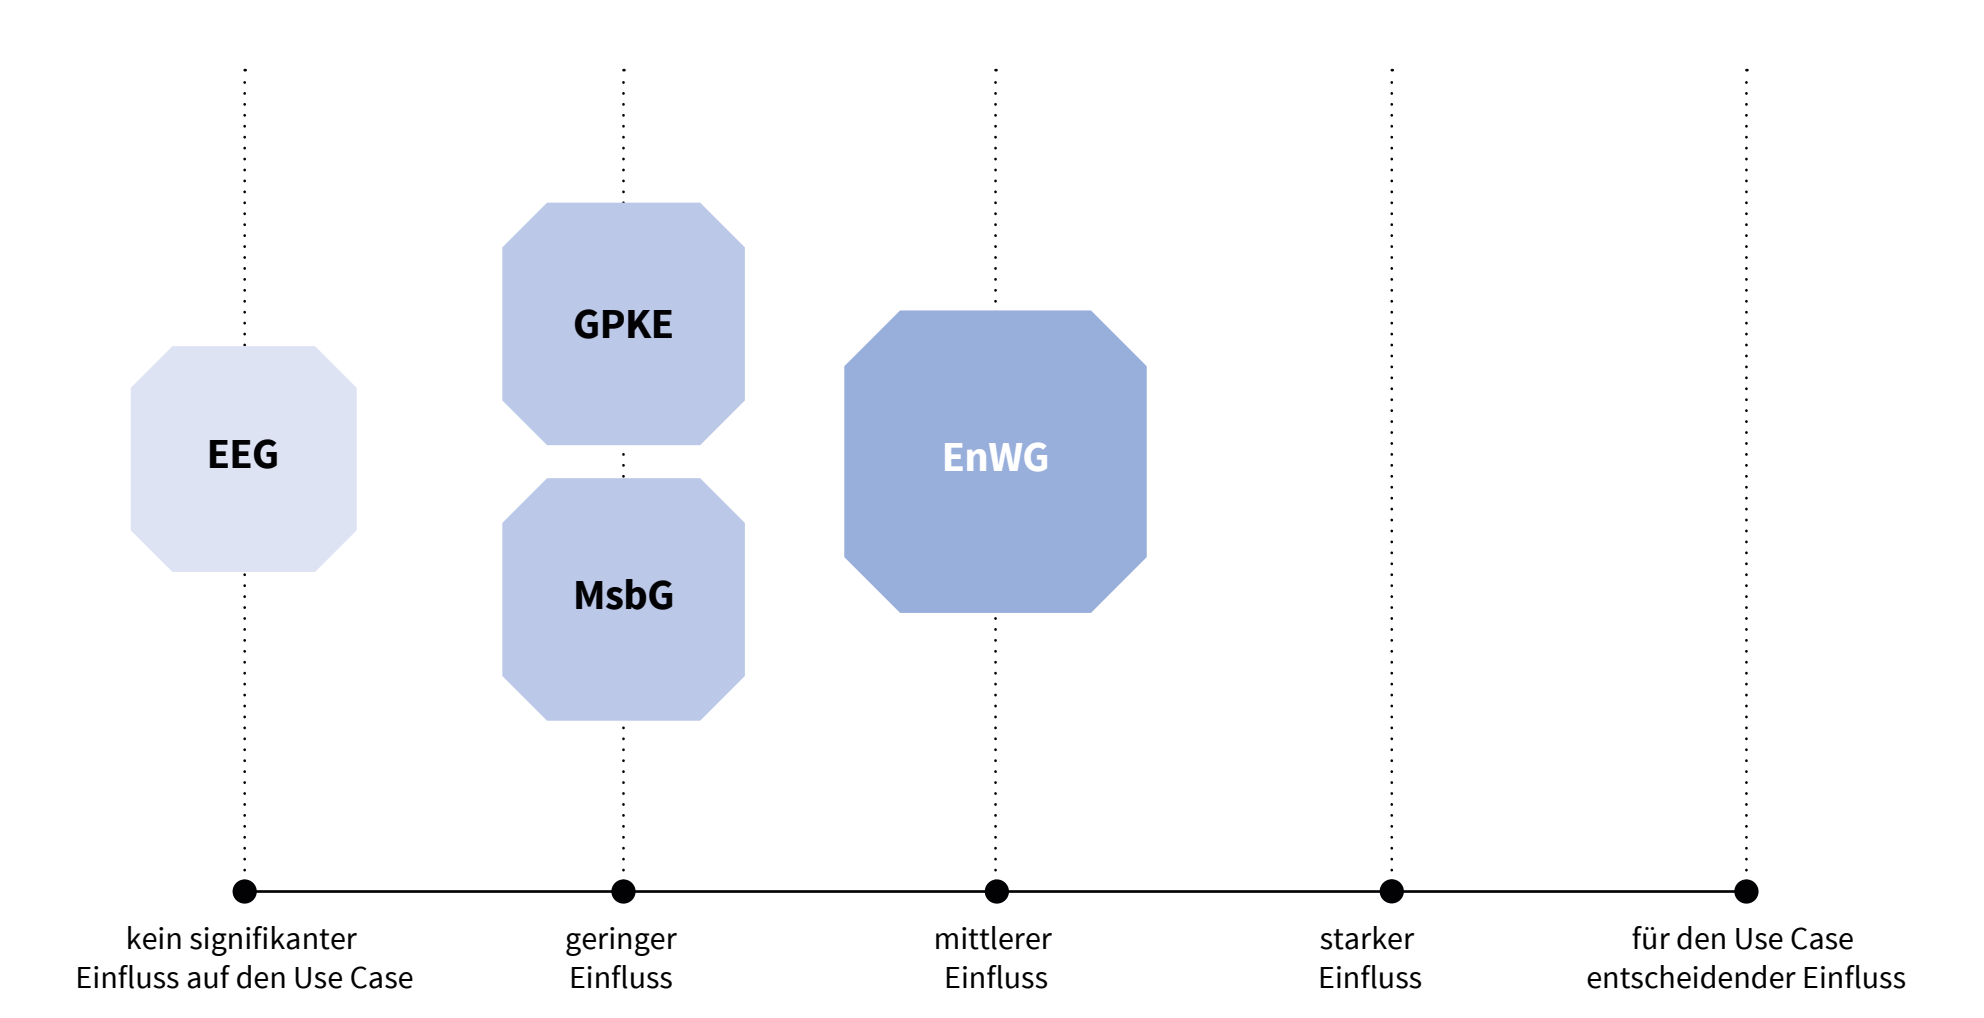 GPKE
EEG
EnWG
MsbG
kein signifikanter
Einfluss auf den Use Case
geringer
Einfluss
mittlerer
Einfluss
starker
Einfluss
für den Use Case
entscheidender Einfluss